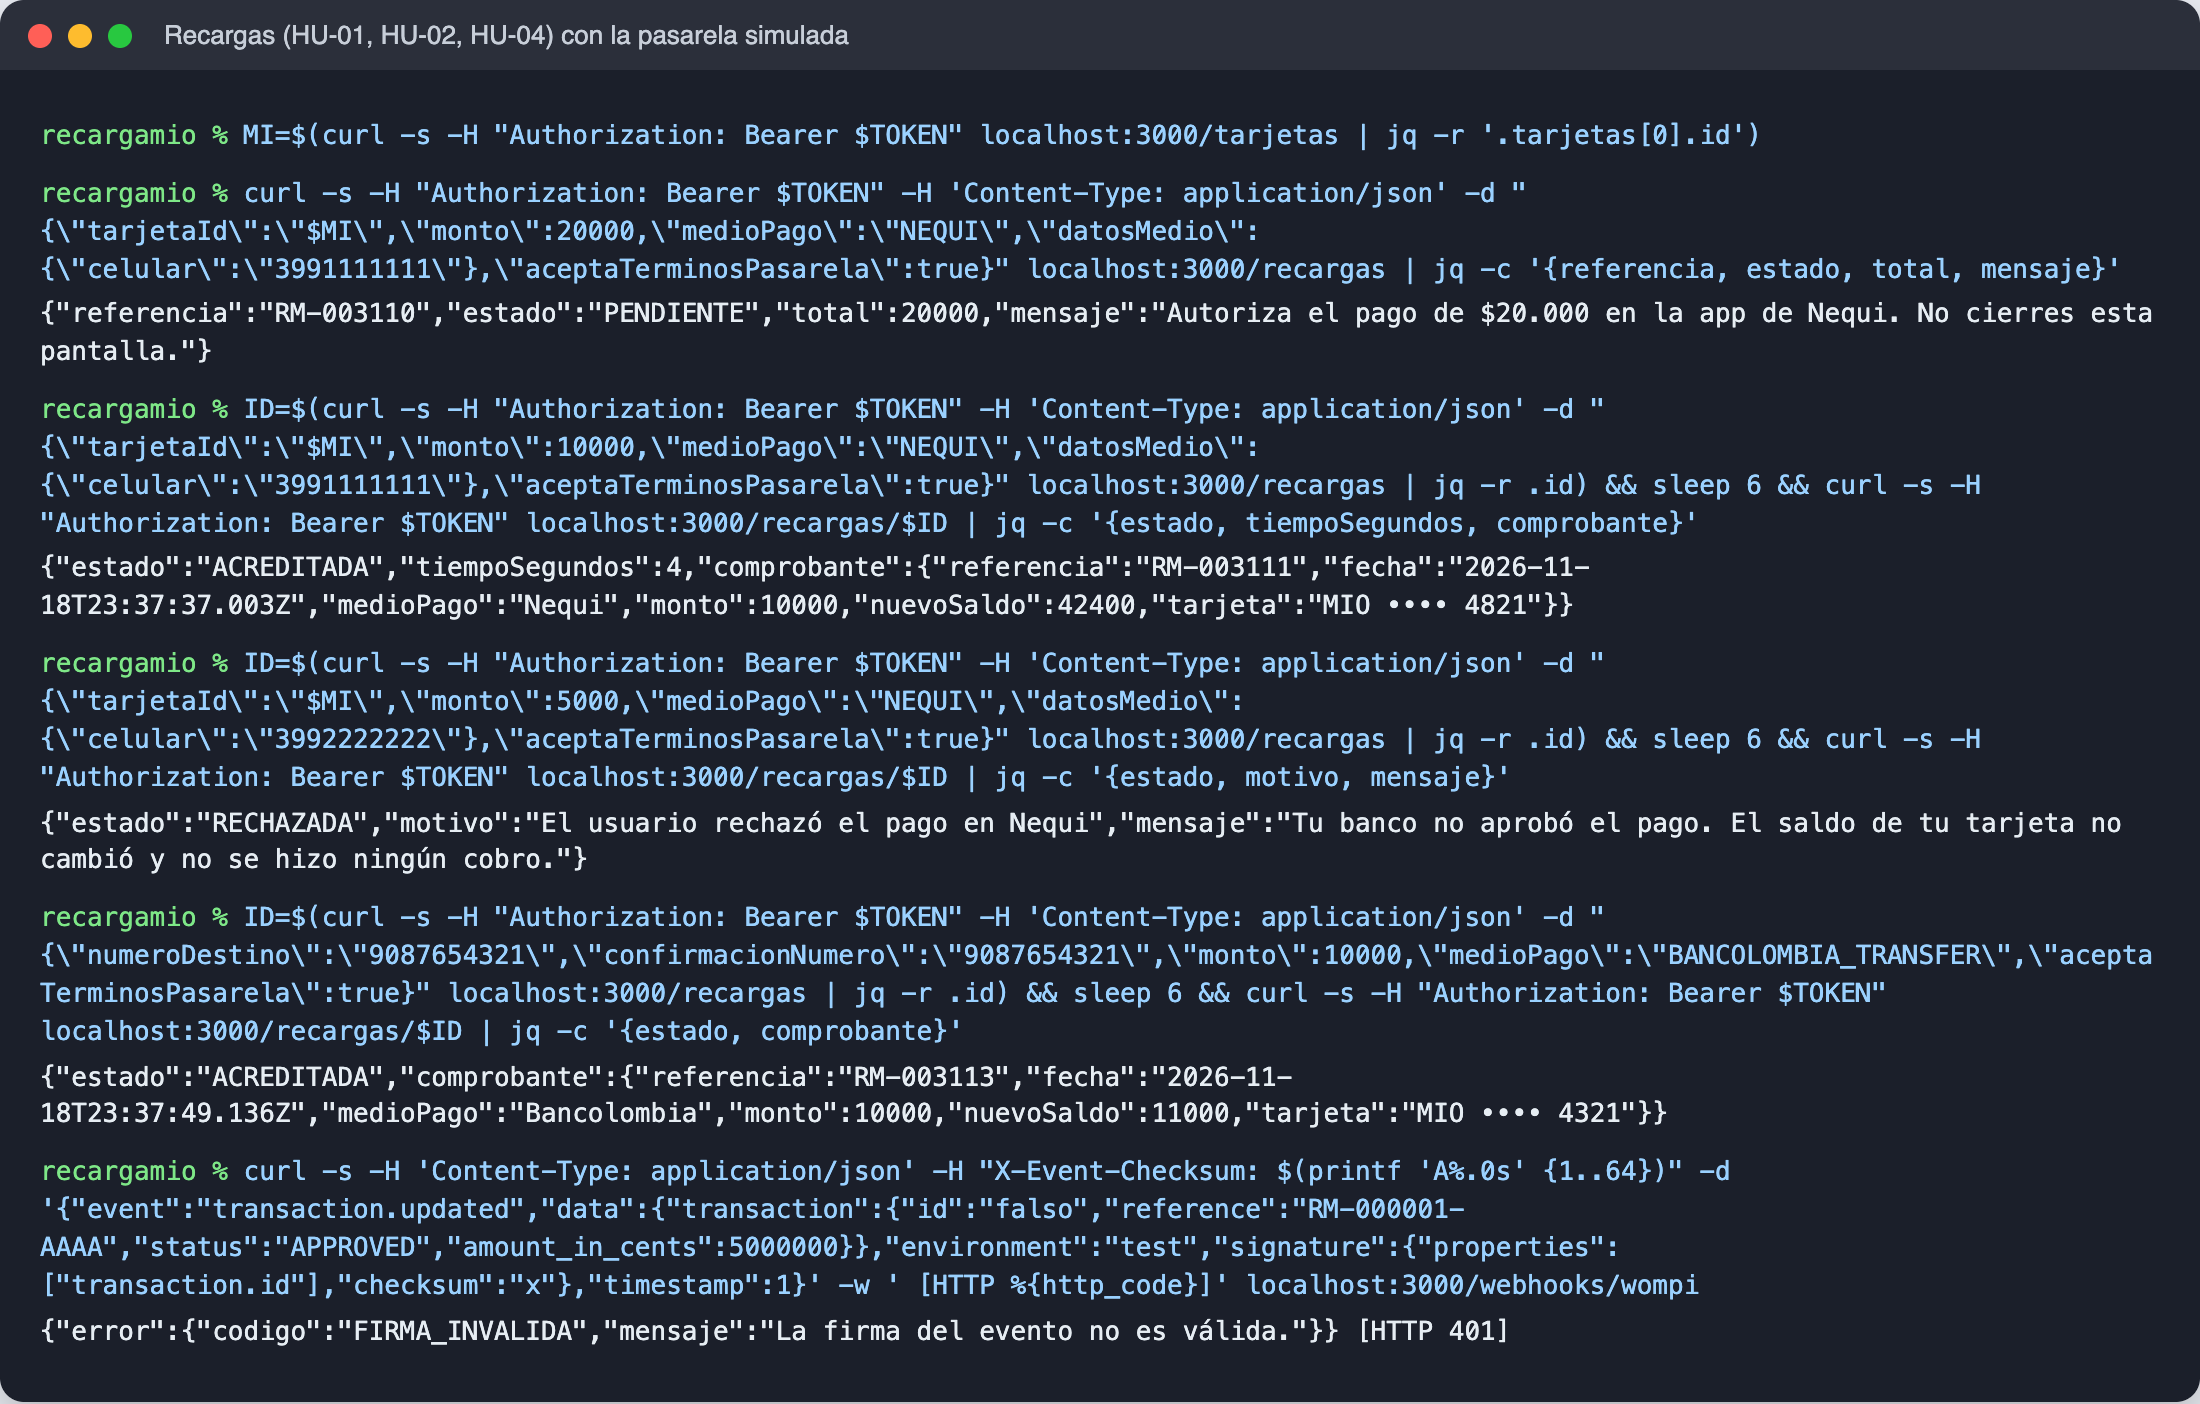 Recargas (HU-01, HU-02, HU-04) con la pasarela simulada
recargamio % MI=$(curl -s -H "Authorization: Bearer $TOKEN" localhost:3000/tarjetas | jq -r '.tarjetas[0].id')
recargamio % curl -s -H "Authorization: Bearer $TOKEN" -H 'Content-Type: application/json' -d "
{\"tarjetaId\":\"$MI\",\"monto\":20000,\"medioPago\":\"NEQUI\",\"datosMedio\":
{\"celular\":\"3991111111\"},\"aceptaTerminosPasarela\":true}" localhost:3000/recargas | jq -c '{referencia, estado, total, mensaje}'
{"referencia":"RM-003110","estado":"PENDIENTE","total":20000,"mensaje":"Autoriza el pago de $20.000 en la app de Nequi. No cierres esta
pantalla."}
recargamio % ID=$(curl -s -H "Authorization: Bearer $TOKEN" -H 'Content-Type: application/json' -d "
{\"tarjetaId\":\"$MI\",\"monto\":10000,\"medioPago\":\"NEQUI\",\"datosMedio\":
{\"celular\":\"3991111111\"},\"aceptaTerminosPasarela\":true}" localhost:3000/recargas | jq -r .id) && sleep 6 && curl -s -H
"Authorization: Bearer $TOKEN" localhost:3000/recargas/$ID | jq -c '{estado, tiempoSegundos, comprobante}'
{"estado":"ACREDITADA","tiempoSegundos":4,"comprobante":{"referencia":"RM-003111","fecha":"2026-11-
18T23:37:37.003Z","medioPago":"Nequi","monto":10000,"nuevoSaldo":42400,"tarjeta":"MIO •••• 4821"}}
recargamio % ID=$(curl -s -H "Authorization: Bearer $TOKEN" -H 'Content-Type: application/json' -d "
{\"tarjetaId\":\"$MI\",\"monto\":5000,\"medioPago\":\"NEQUI\",\"datosMedio\":
{\"celular\":\"3992222222\"},\"aceptaTerminosPasarela\":true}" localhost:3000/recargas | jq -r .id) && sleep 6 && curl -s -H
"Authorization: Bearer $TOKEN" localhost:3000/recargas/$ID | jq -c '{estado, motivo, mensaje}'
{"estado":"RECHAZADA","motivo":"El usuario rechazó el pago en Nequi","mensaje":"Tu banco no aprobó el pago. El saldo de tu tarjeta no
cambió y no se hizo ningún cobro."}
recargamio % ID=$(curl -s -H "Authorization: Bearer $TOKEN" -H 'Content-Type: application/json' -d "
{\"numeroDestino\":\"9087654321\",\"confirmacionNumero\":\"9087654321\",\"monto\":10000,\"medioPago\":\"BANCOLOMBIA_TRANSFER\",\"acepta
TerminosPasarela\":true}" localhost:3000/recargas | jq -r .id) && sleep 6 && curl -s -H "Authorization: Bearer $TOKEN"
localhost:3000/recargas/$ID | jq -c '{estado, comprobante}'
{"estado":"ACREDITADA","comprobante":{"referencia":"RM-003113","fecha":"2026-11-
18T23:37:49.136Z","medioPago":"Bancolombia","monto":10000,"nuevoSaldo":11000,"tarjeta":"MIO •••• 4321"}}
recargamio % curl -s -H 'Content-Type: application/json' -H "X-Event-Checksum: $(printf 'A%.0s' {1..64})" -d
'{"event":"transaction.updated","data":{"transaction":{"id":"falso","reference":"RM-000001-
AAAA","status":"APPROVED","amount_in_cents":5000000}},"environment":"test","signature":{"properties":
["transaction.id"],"checksum":"x"},"timestamp":1}' -w ' [HTTP %{http_code}]' localhost:3000/webhooks/wompi
{"error":{"codigo":"FIRMA_INVALIDA","mensaje":"La firma del evento no es válida."}} [HTTP 401]